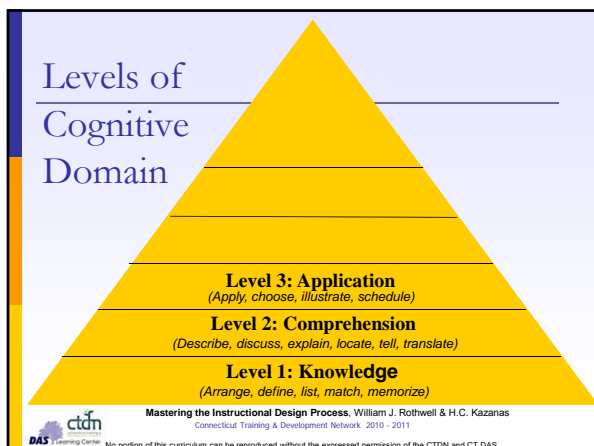 Levels of
Cognitive
Domain
Level 3: Application
(Apply, choose, illustrate, schedule)
Level 2: Comprehension
(Describe, discuss, explain, locate, tell, translate)
Level 1: Knowledge
(Arrange, define, list, match, memorize)
Mastering the Instructional Design Process, William J. Rothwell & H.C. Kazanas
Connecticut Training & Development Network 2010 - 2011
ctdn
DAS Learning Center
No portion of this curriculum can be reproduced without the expressed permission of the CTDN and CT DAS